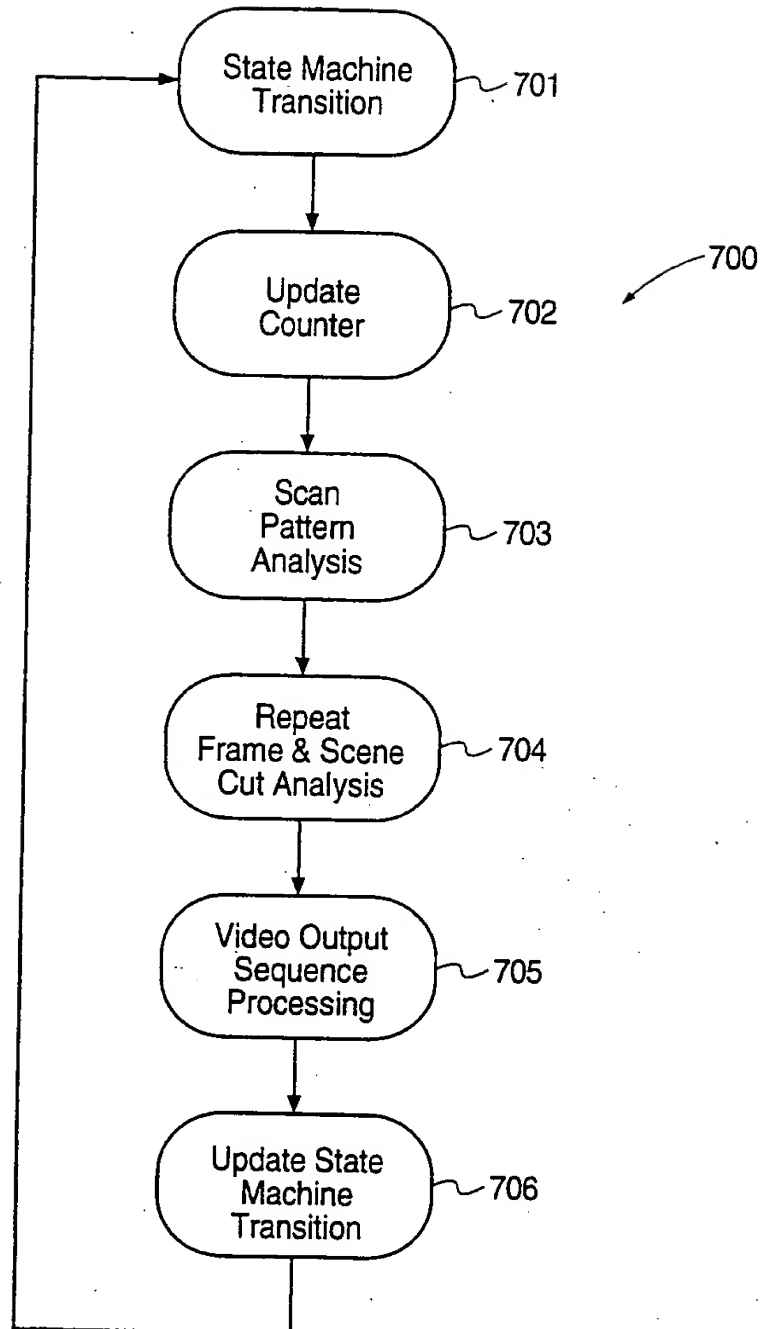 State Machine
Transition
701
700
Update
Counter
702
Scan
Pattern
Analysis
703
Repeat
Frame & Scene
Cut Analysis
704
Video Output
Sequence
Processing
705
Update State
Machine
Transition
706